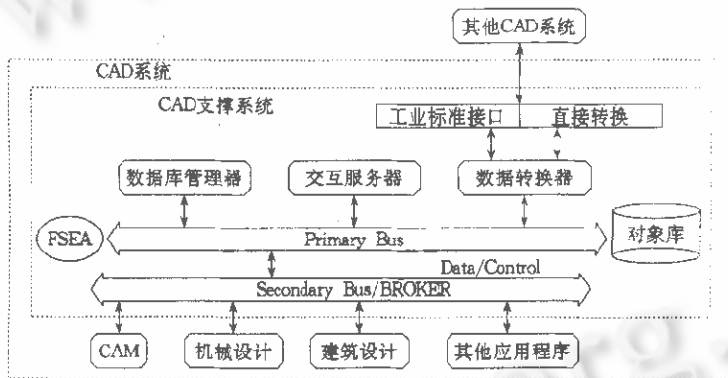 其他CAD系统
CAD系统
CAD支撑系统
工业标准接口
直接转换
数据库管理器
交互服务器
数据转换器
FSEA
Primary Bus
对象库
Data/Control
Secondary Bus/BROKER
CAM
机械设计
建筑设计
其他应用程序